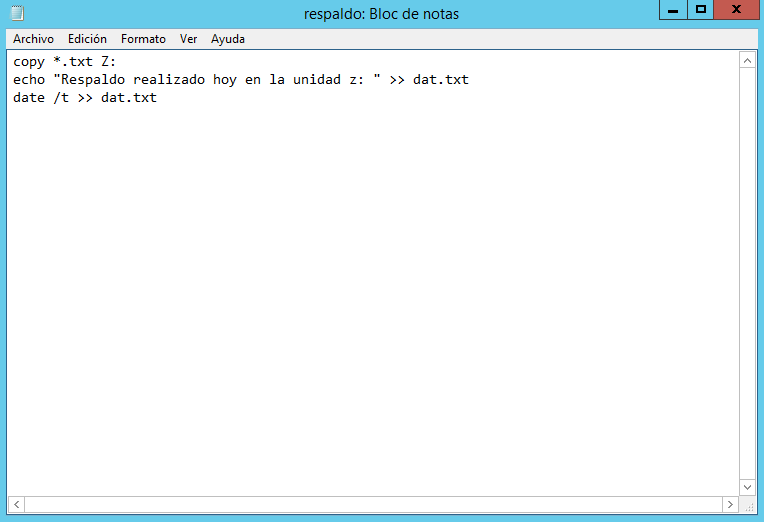 respaldo: Bloc de notas
Archivo Edición Formato Ver Ayuda
copy *.txt Z:
echo "Respaldo realizado hoy en la unidad z: " >> dat.txt
date /t >> dat.txt